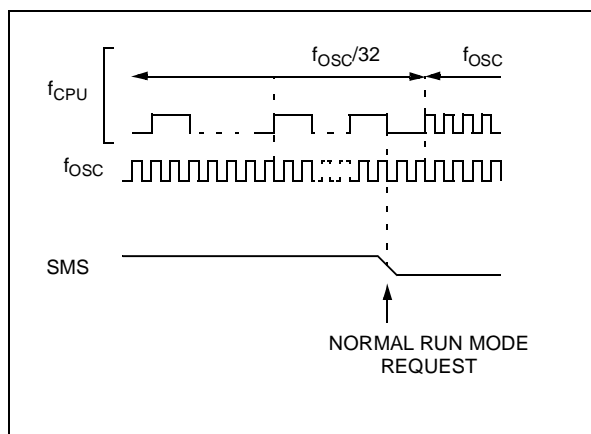 fOSC/32
fOSC
fCPU
fOSC
SMS
NORMAL RUN MODE
REQUEST